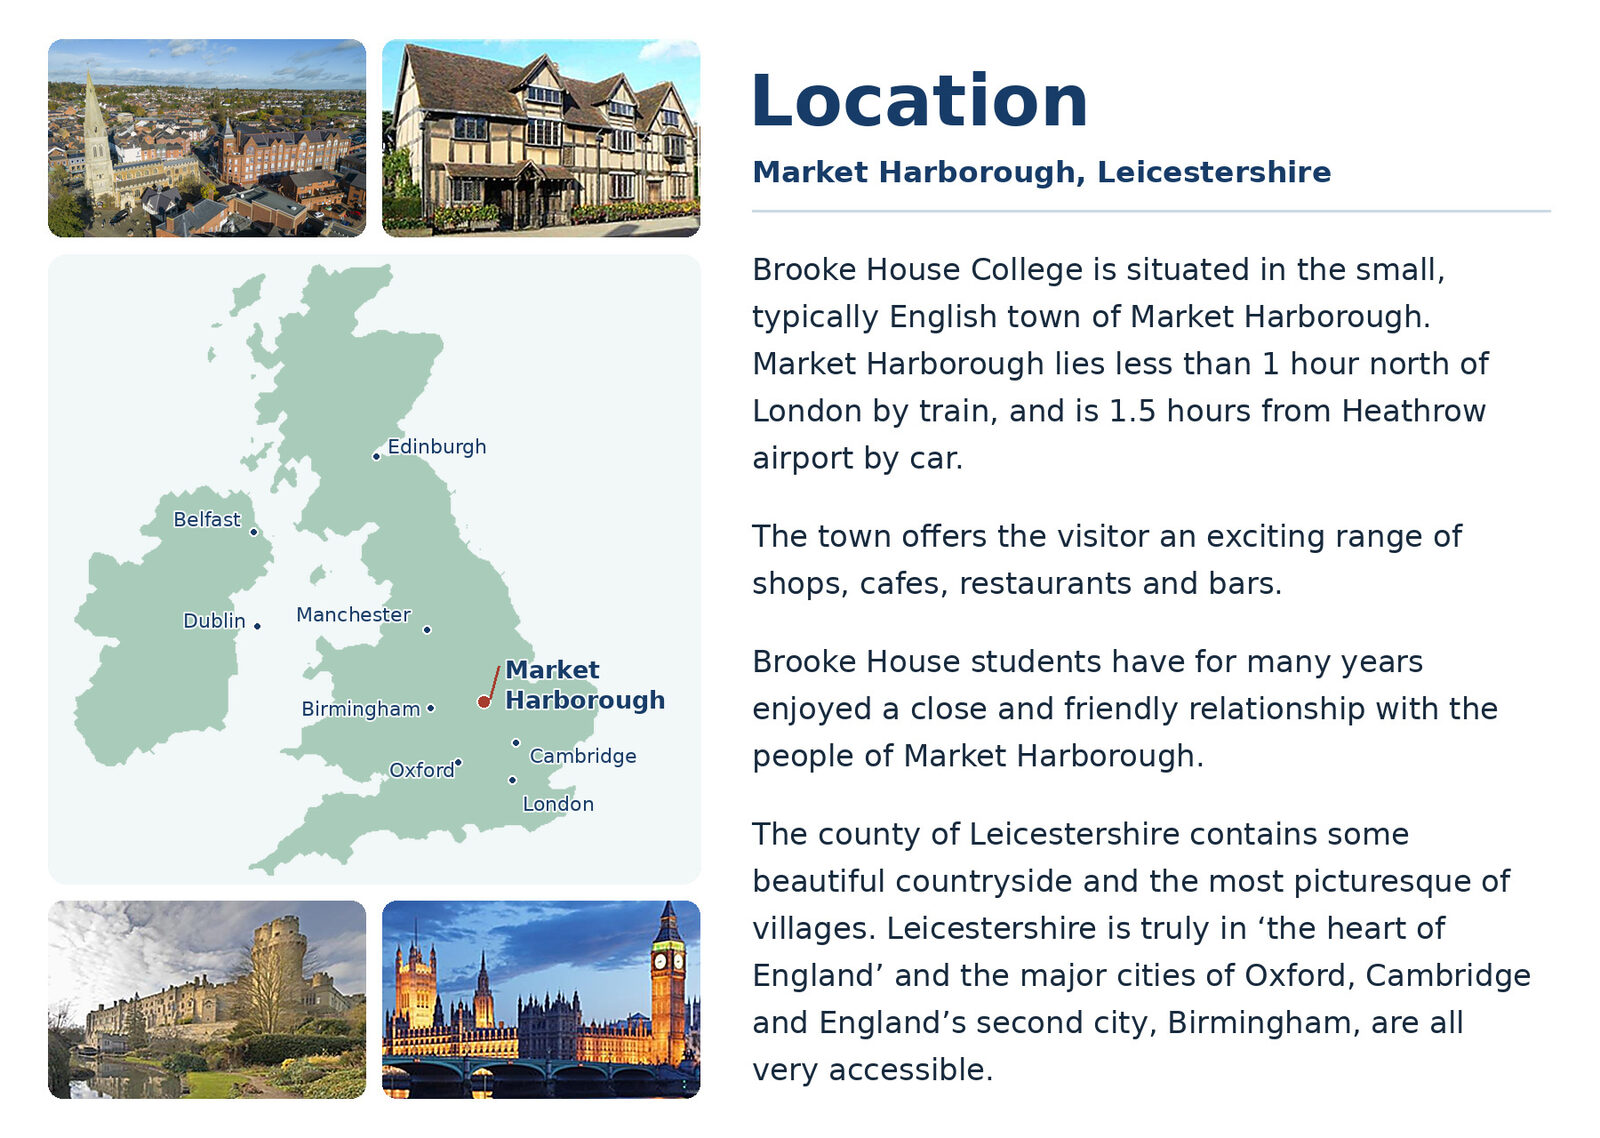 Location
Market Harborough, Leicestershire
Brooke House College is situated in the small,
typically English town of Market Harborough.
Market Harborough lies less than 1 hour north of
London by train, and is 1.5 hours from Heathrow
airport by car.
The town offers the visitor an exciting range of
shops, cafes, restaurants and bars.
Brooke House students have for many years
enjoyed a close and friendly relationship with the
people of Market Harborough.
The county of Leicestershire contains some
beautiful countryside and the most picturesque of
villages. Leicestershire is truly in ‘the heart of
England’ and the major cities of Oxford, Cambridge
and England’s second city, Birmingham, are all
very accessible.
Edinburgh
Belfast
Dublin
Manchester
Market
Harborough
Birmingham
Cambridge
Oxford
London